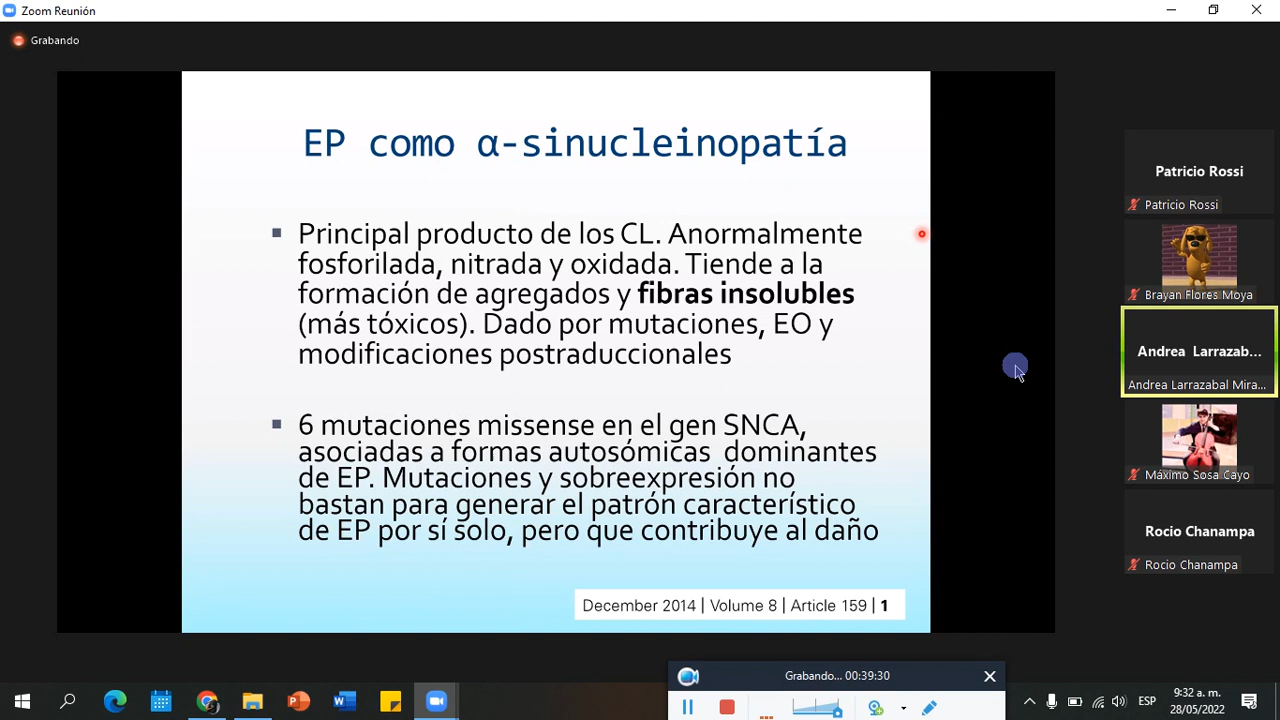 Zoom Reunión
Grabando
EP como α-sinucleinopatía
Principal producto de los CL. Anormalmente
fosforilada, nitrada y oxidada. Tiende a la
formación de agregados y fibras insolubles
(más tóxicos). Dado por mutaciones, EO y
modificaciones postraduccionales
6 mutaciones missense en el gen SNCA,
asociadas a formas autosómicas dominantes
de EP. Mutaciones y sobreexpresión no
bastan para generar el patrón característico
de EP por sí solo, pero que contribuye al daño
December 2014 | Volume 8 | Article 159 | 1
Patricio Rossi
Patricio Rossi
Brayan Flores Moya
Andrea Larrazab...
Andrea Larrazabal Mira...
Máximo Sosa Cayo
Rocio Chanampa
Rocio Chanampa
Grabando... 00:39:30
ESP
9:32 a. m.
28/05/2022